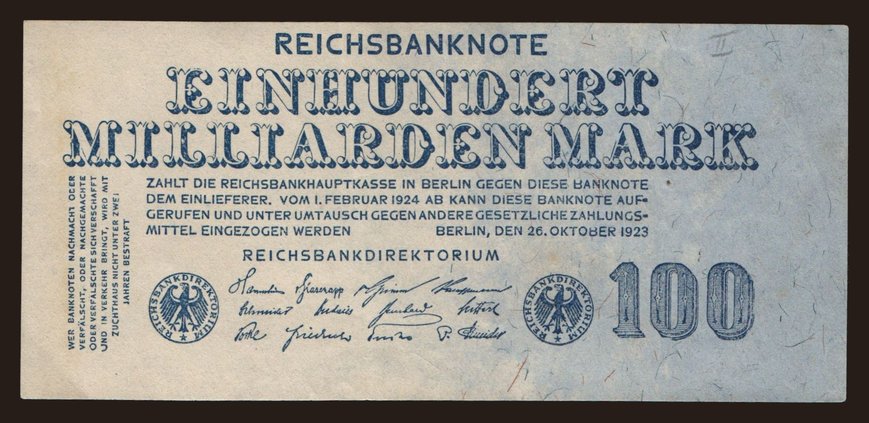 II
REICHSBANKNOTE
EINHUNDERT
MILLIARDEN MARK
ZAHLT DIE REICHSBANKHAUPTKASSE IN BERLIN GEGEN DIESE BANKNOTE
DEM EINLIEFERER. VOM 1. FEBRUAR 1924 AB KANN DIESE BANKNOTE AUF-
GERUFEN UND UNTER UMTAUSCH GEGEN ANDERE GESETZLICHE ZAHLUNGS-
MITTEL EINGEZOGEN WERDEN BERLIN, DEN 26. OKTOBER 1923
REICHSBANKDIREKTORIUM
WER BANKNOTEN NACHMACHT ODER
VERFÄLSCHT, ODER NACHGEMACHTE
ODER VERFÄLSCHTE SICH VERSCHAFFT
UND IN VERKEHR BRINGT, WIRD MIT
ZUCHTHAUS NICHT UNTER ZWEI
JAHREN BESTRAFT
REICHSBANKDIREKTORIUM
REICHSBANKDIREKTORIUM
100